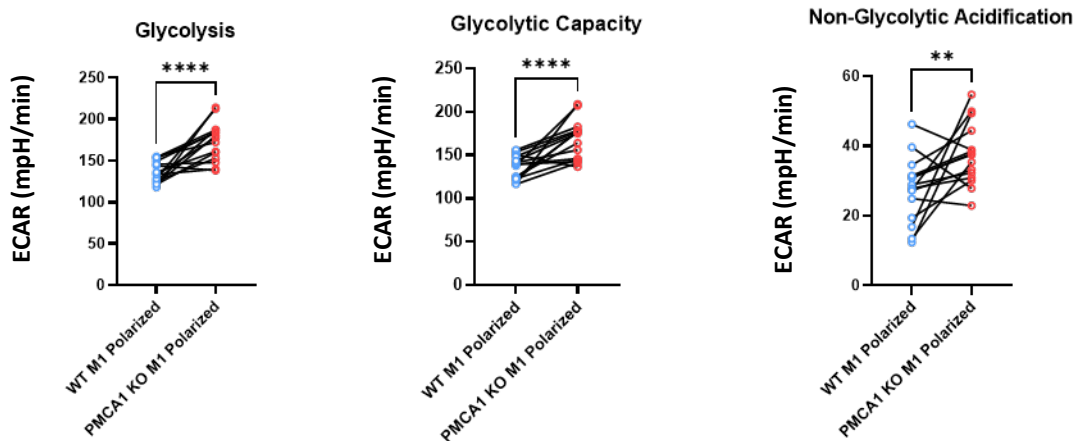 Glycolysis
****
ECAR (mpH/min)
250
200
150
100
50
0
WT M1 Polarized
PMCA1 KO M1 Polarized
Glycolytic Capacity
****
ECAR (mpH/min)
250
200
150
100
50
0
WT M1 Polarized
PMCA1 KO M1 Polarized
Non-Glycolytic Acidification
**
ECAR (mpH/min)
60
40
20
0
WT M1 Polarized
PMCA1 KO M1 Polarized